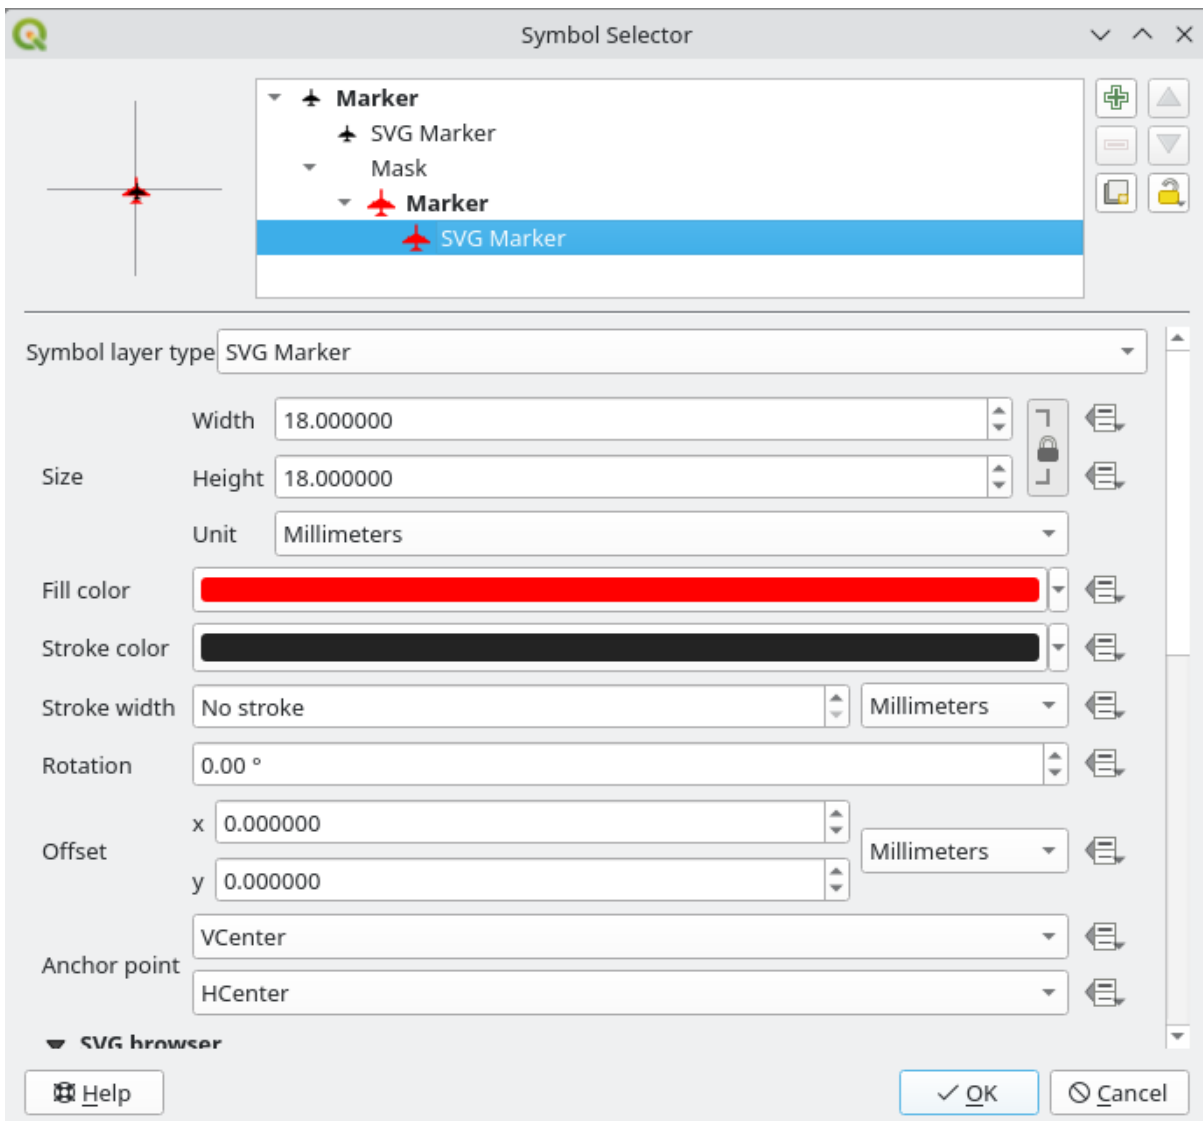 Symbol Selector
Marker
SVG Marker
Mask
Marker
SVG Marker
Symbol layer type SVG Marker
Width 18.000000
Size
Height 18.000000
Unit Millimeters
Fill color
Stroke color
Stroke width No stroke Millimeters
Rotation 0.00 °
x 0.000000
Offset Millimeters
y 0.000000
VCenter
Anchor point
HCenter
SVG browser
Help OK Cancel